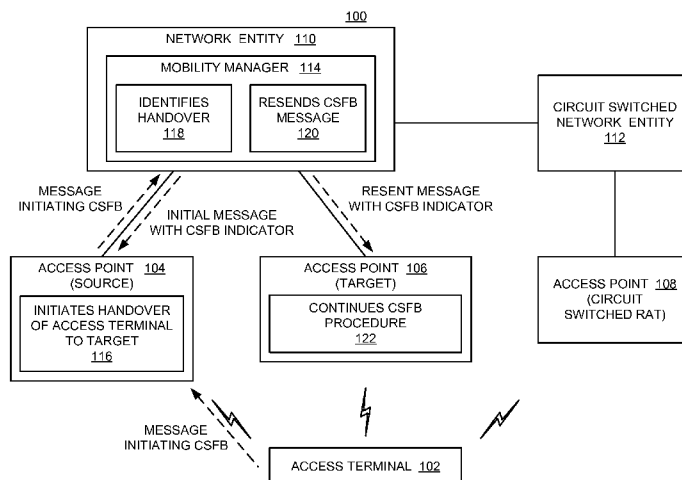 100
NETWORK ENTITY 110
MOBILITY MANAGER 114
IDENTIFIES
HANDOVER
118
RESENDS CSFB
MESSAGE
120
CIRCUIT SWITCHED
NETWORK ENTITY
112
MESSAGE
INITIATING CSFB
INITIAL MESSAGE
WITH CSFB INDICATOR
RESENT MESSAGE
WITH CSFB INDICATOR
ACCESS POINT 104
(SOURCE)
INITIATES HANDOVER
OF ACCESS TERMINAL
TO TARGET
116
ACCESS POINT 106
(TARGET)
CONTINUES CSFB
PROCEDURE
122
ACCESS POINT 108
(CIRCUIT
SWITCHED RAT)
MESSAGE
INITIATING CSFB
ACCESS TERMINAL 102